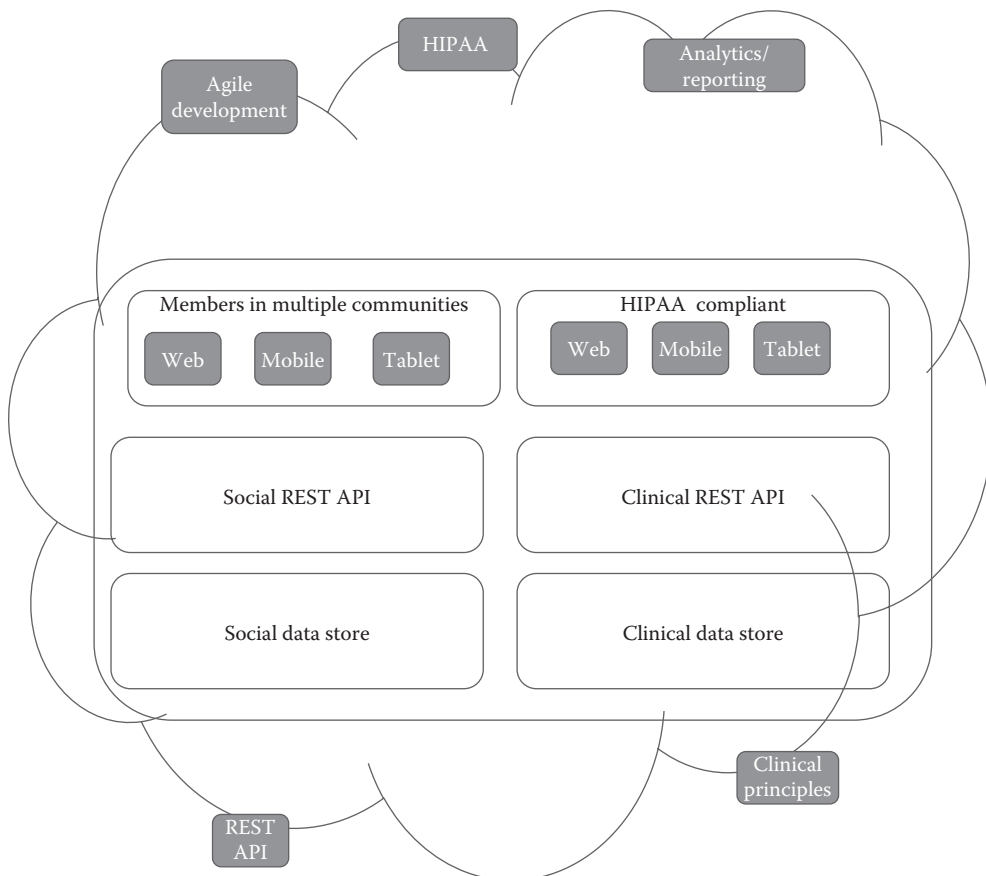 HIPAA
Analytics/
reporting
Agile
development
Members in multiple communities
Web
Mobile
Tablet
HIPAA compliant
Web
Mobile
Tablet
Social REST API
Clinical REST API
Social data store
Clinical data store
Clinical
principles
REST
API